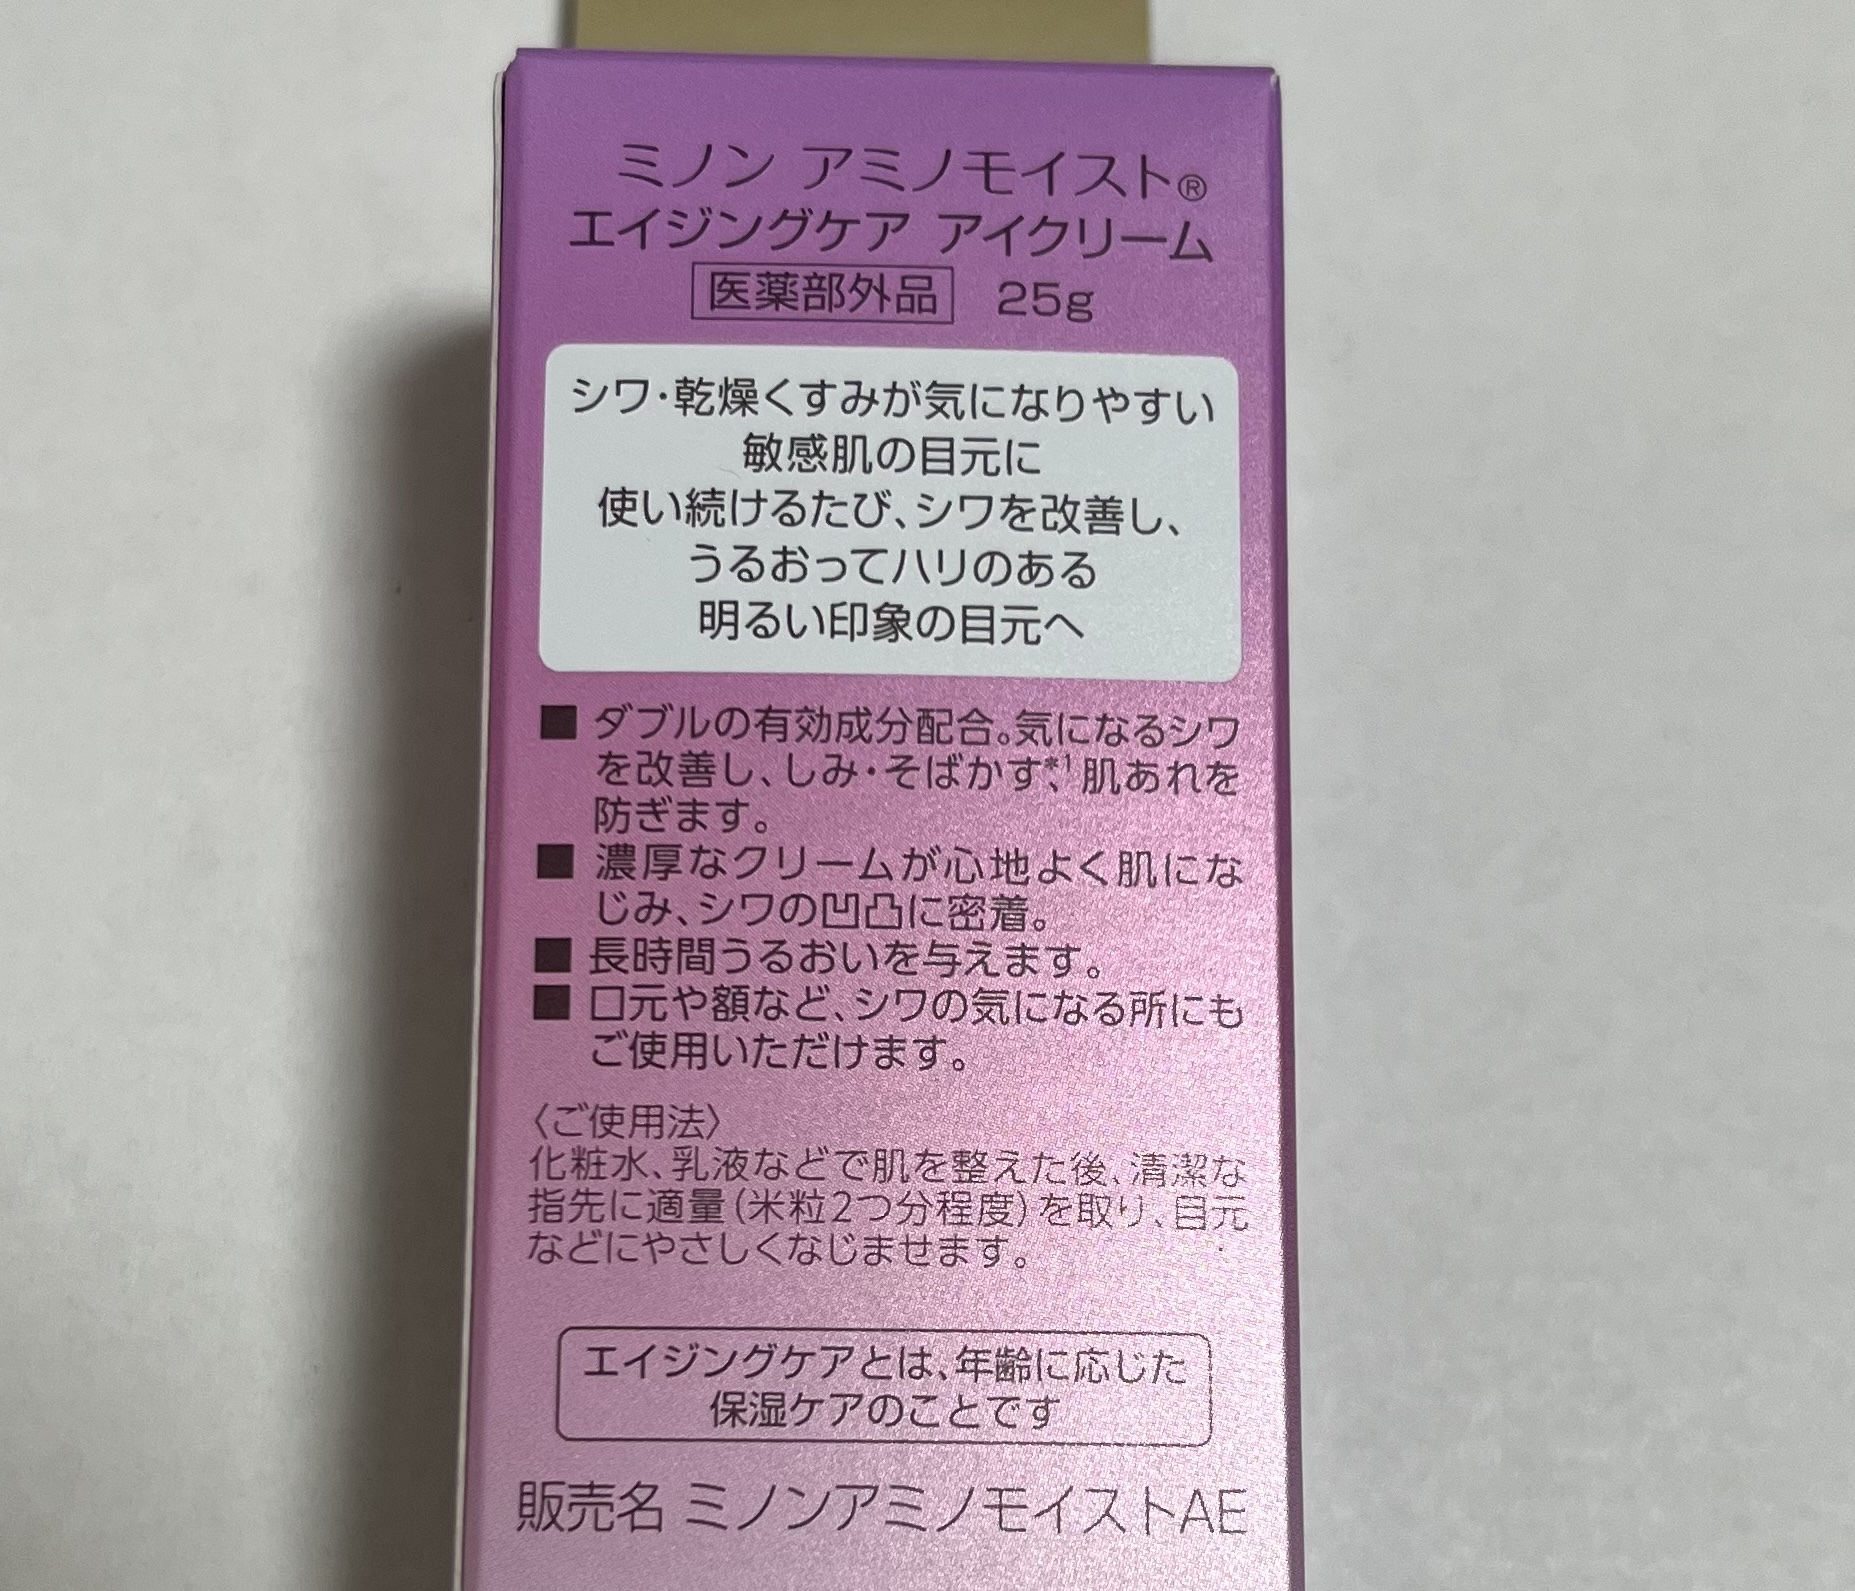 ミノン アミノモイスト®
エイジングケア アイクリーム
医薬部外品 25g
シワ・乾燥くすみが気になりやすい
敏感肌の目元に
使い続けるたび、シワを改善し、
うるおってハリのある
明るい印象の目元へ
■ ダブルの有効成分配合。気になるシワ
を改善し、しみ・そばかす*1、肌あれを
防ぎます。
■ 濃厚なクリームが心地よく肌にな
じみ、シワの凹凸に密着。
■ 長時間うるおいを与えます。
■ 口元や額など、シワの気になる所にも
ご使用いただけます。
〈ご使用法〉
化粧水、乳液などで肌を整えた後、清潔な
指先に適量(米粒2つ分程度)を取り、目元
などにやさしくなじませます。
エイジングケアとは、年齢に応じた
保湿ケアのことです
販売名 ミノンアミノモイストAE